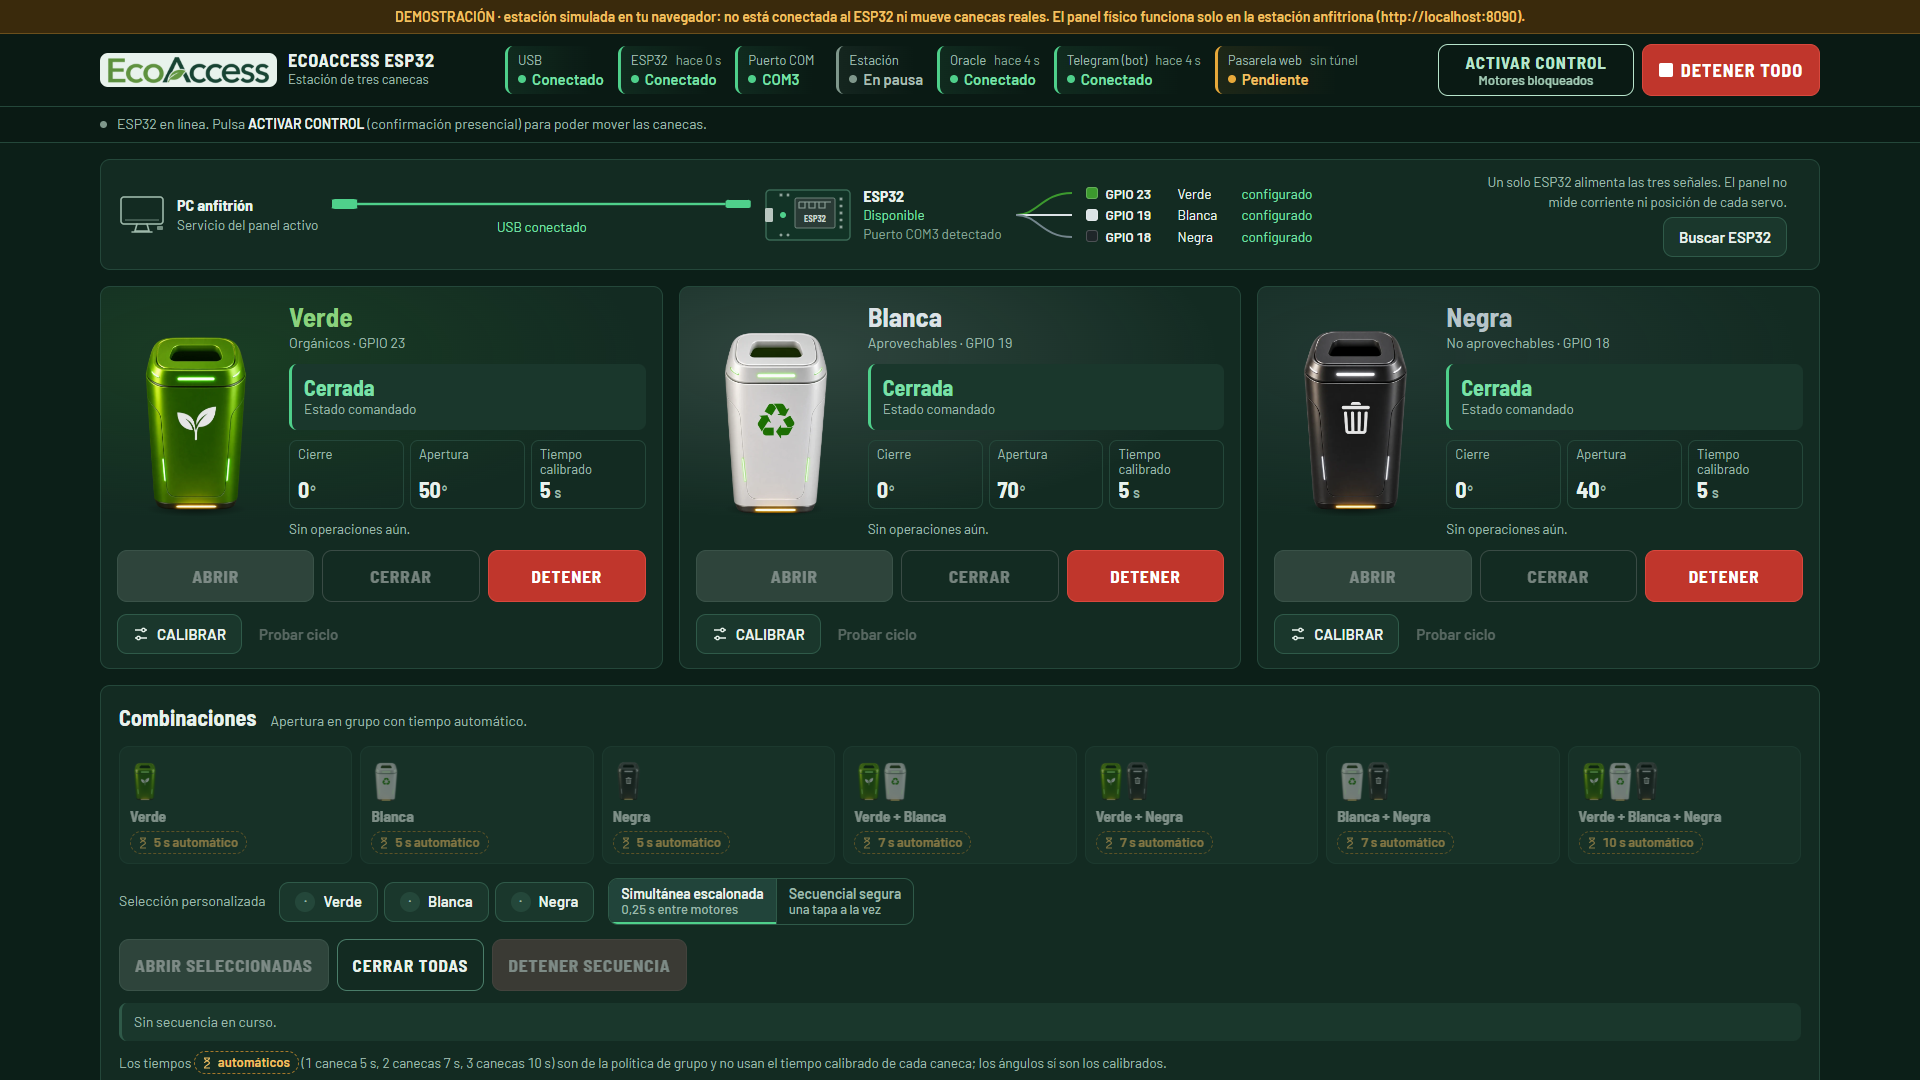 DEMOSTRACIÓN · estación simulada en tu navegador: no está conectada al ESP32 ni mueve canecas reales. El panel físico funciona solo en la estación anfitriona (http://localhost:8090).
EcoAccess
ECOACCESS ESP32
Estación de tres canecas
USB
Conectado
ESP32 hace 0 s
Conectado
Puerto COM
COM3
Estación
En pausa
Oracle hace 4 s
Conectado
Telegram (bot) hace 4 s
Conectado
Pasarela web sin túnel
Pendiente
ACTIVAR CONTROL
Motores bloqueados
DETENER TODO
ESP32 en línea. Pulsa ACTIVAR CONTROL (confirmación presencial) para poder mover las canecas.
PC anfitrión
Servicio del panel activo
USB conectado
ESP32
ESP32
Disponible
Puerto COM3 detectado
GPIO 23 Verde configurado
GPIO 19 Blanca configurado
GPIO 18 Negra configurado
Un solo ESP32 alimenta las tres señales. El panel no
mide corriente ni posición de cada servo.
Buscar ESP32
Verde
Orgánicos · GPIO 23
Cerrada
Estado comandado
Cierre
0°
Apertura
50°
Tiempo
calibrado
5 s
Sin operaciones aún.
ABRIR
CERRAR
DETENER
CALIBRAR
Probar ciclo
Blanca
Aprovechables · GPIO 19
Cerrada
Estado comandado
Cierre
0°
Apertura
70°
Tiempo
calibrado
5 s
Sin operaciones aún.
ABRIR
CERRAR
DETENER
CALIBRAR
Probar ciclo
Negra
No aprovechables · GPIO 18
Cerrada
Estado comandado
Cierre
0°
Apertura
40°
Tiempo
calibrado
5 s
Sin operaciones aún.
ABRIR
CERRAR
DETENER
CALIBRAR
Probar ciclo
Combinaciones Apertura en grupo con tiempo automático.
Verde
5 s automático
Blanca
5 s automático
Negra
5 s automático
Verde + Blanca
7 s automático
Verde + Negra
7 s automático
Blanca + Negra
7 s automático
Verde + Blanca + Negra
10 s automático
Selección personalizada
Verde
Blanca
Negra
Simultánea escalonada
0,25 s entre motores
Secuencial segura
una tapa a la vez
ABRIR SELECCIONADAS
CERRAR TODAS
DETENER SECUENCIA
Sin secuencia en curso.
Los tiempos automáticos (1 caneca 5 s, 2 canecas 7 s, 3 canecas 10 s) son de la política de grupo y no usan el tiempo calibrado de cada caneca; los ángulos sí son los calibrados.